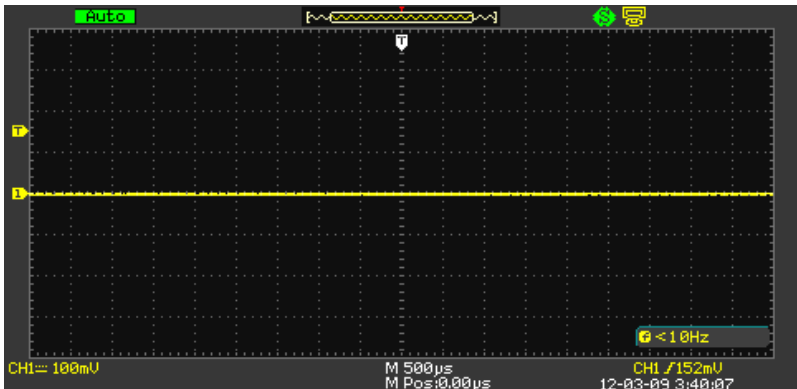 Auto
T
T
1
f <10Hz
CH1 100mV
M 500µs
CH1 152mV
M Pos:0.00µs
12-03-09 3:40:07